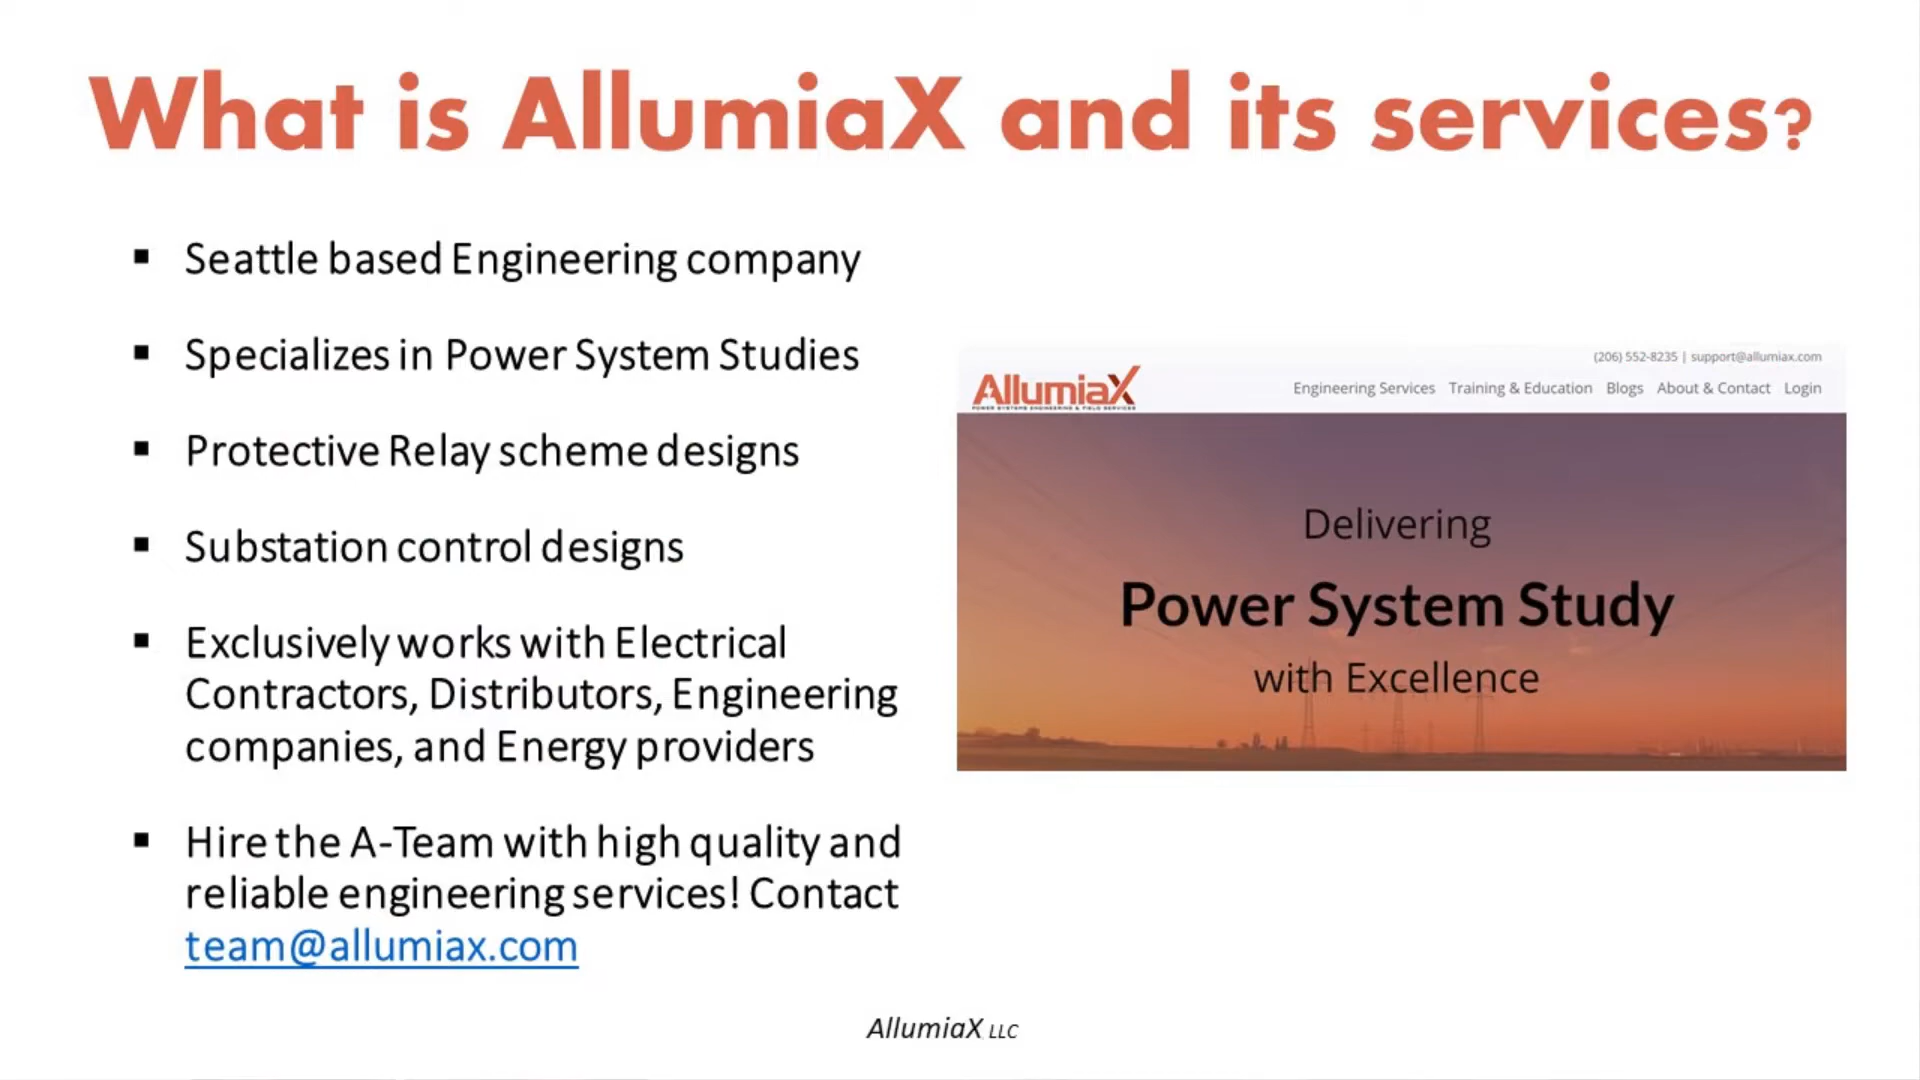 What is AllumiaX and its services?
▪ Seattle based Engineering company
▪ Specializes in Power System Studies
▪ Protective Relay scheme designs
▪ Substation control designs
▪ Exclusively works with Electrical
Contractors, Distributors, Engineering
companies, and Energy providers
▪ Hire the A-Team with high quality and
reliable engineering services! Contact
team@allumiax.com
(206) 552-8235 | support@allumiax.com
AllumiaX
POWER SYSTEMS ENGINEERING & FIELD SERVICES
Engineering Services Training & Education Blogs About & Contact Login
Delivering
Power System Study
with Excellence
AllumiaX LLC